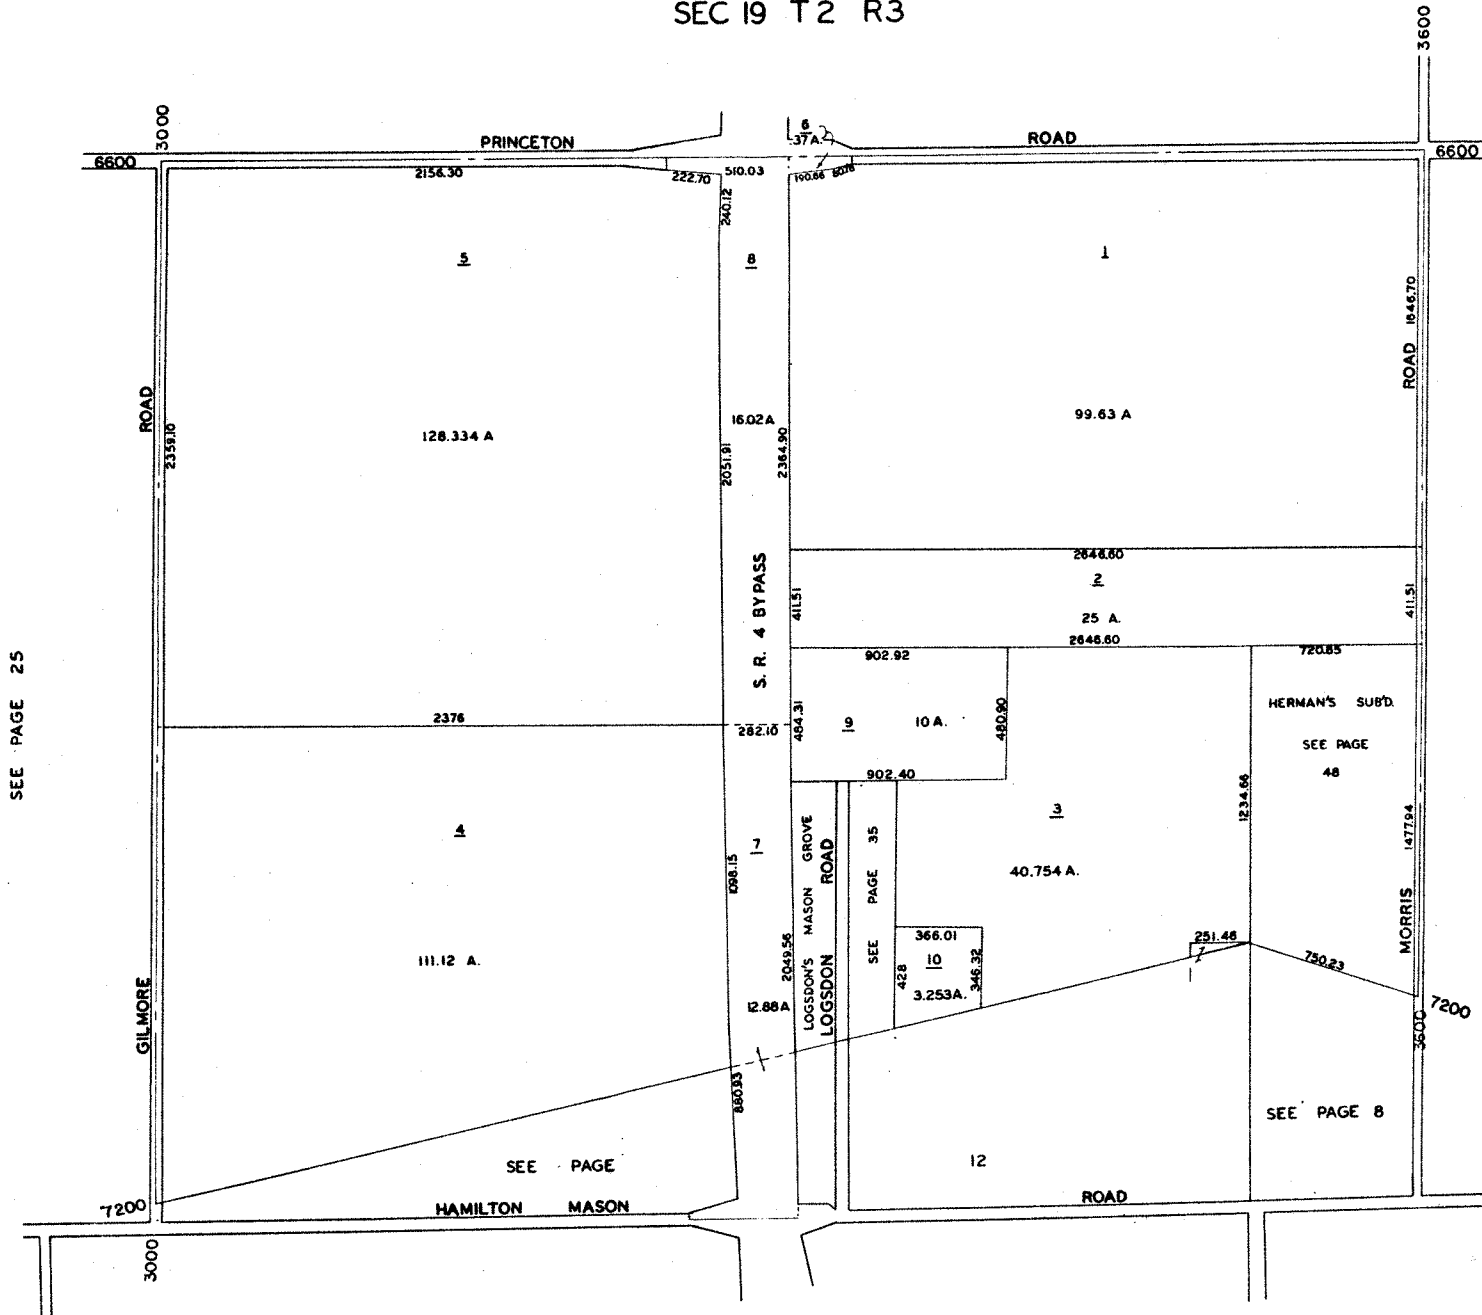 SEC 19 T 2 R3
3600
3000
6
.37A.
PRINCETON
ROAD
6600
6600
2156.30
222.70
510.03
190.66
240.12
5
8
1
1646.70
ROAD
ROAD
2359.10
128.334 A
16.02A
2051.91
2364.90
99.63 A
2646.60
2
S. R. 4 BYPASS
411.51
411.51
25 A.
2646.60
SEE PAGE 25
902.92
720.65
HERMAN'S SUB'D.
2376
282.10
484.31
9
10 A.
480.90
SEE PAGE
48
902.40
1234.66
4
7
3
1477.94
1098.15
LOGSDON'S MASON GROVE
LOGSDON ROAD
SEE PAGE 35
40.754 A.
MORRIS
366.01
251.46
111.12 A.
2049.56
428
10
346.32
750.23
GILMORE
12.88A
3.253A.
7200
3600
880.93
SEE PAGE
12
SEE PAGE 8
7200
HAMILTON MASON
ROAD
3000